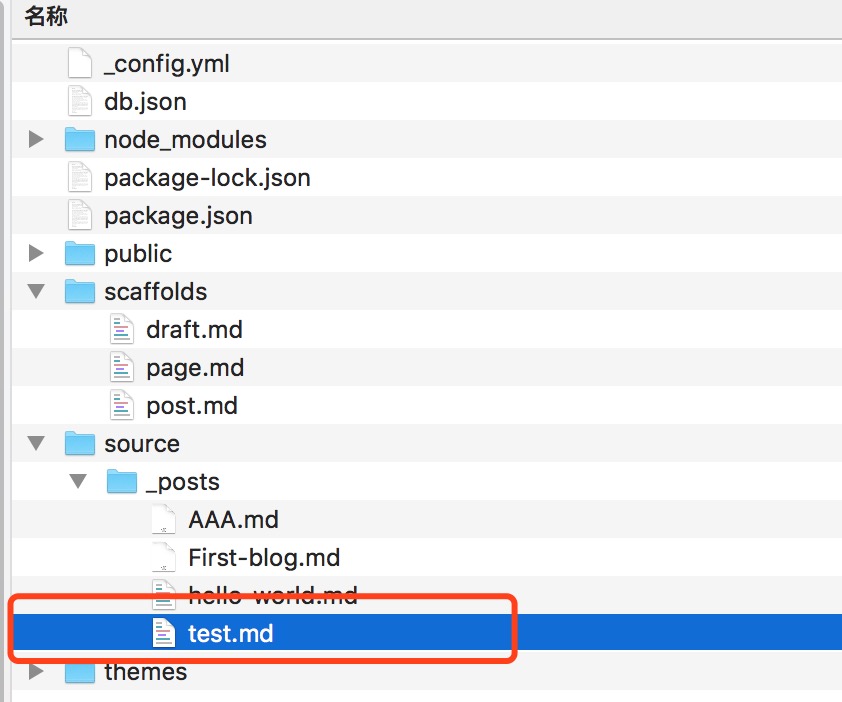 名称
_config.yml
db.json
node_modules
package-lock.json
package.json
public
scaffolds
draft.md
page.md
post.md
source
_posts
AAA.md
First-blog.md
hello-world.md
test.md
themes